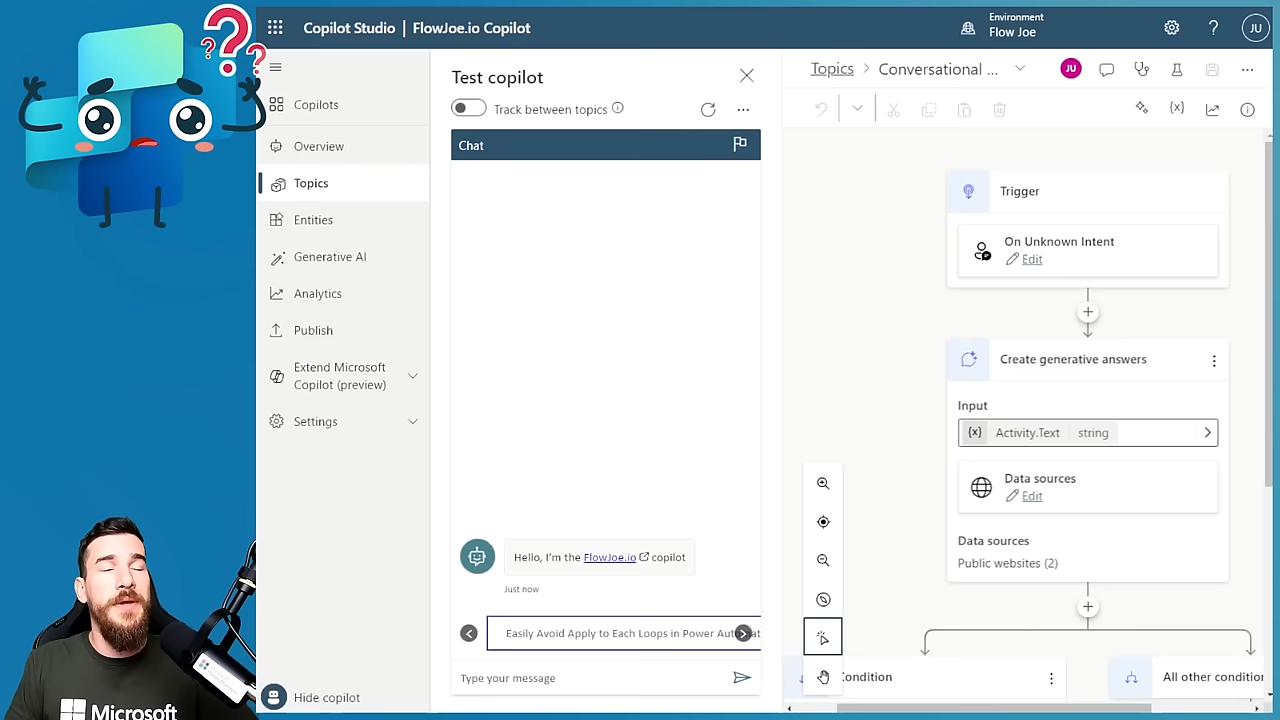 Copilot Studio | FlowJoe.io Copilot
Environment
Flow Joe
JU
Copilots
Overview
Topics
Entities
Generative AI
Analytics
Publish
Extend Microsoft
Copilot (preview)
Settings
Hide copilot
Test copilot
Track between topics
Chat
Hello, I'm the FlowJoe.io copilot
Just now
Easily Avoid Apply to Each Loops in Power Automat
Type your message
Topics > Conversational ...
JU
Trigger
On Unknown Intent
Edit
Create generative answers
Input
{x} Activity.Text string
Data sources
Edit
Data sources
Public websites (2)
Condition
All other condition
Microsoft